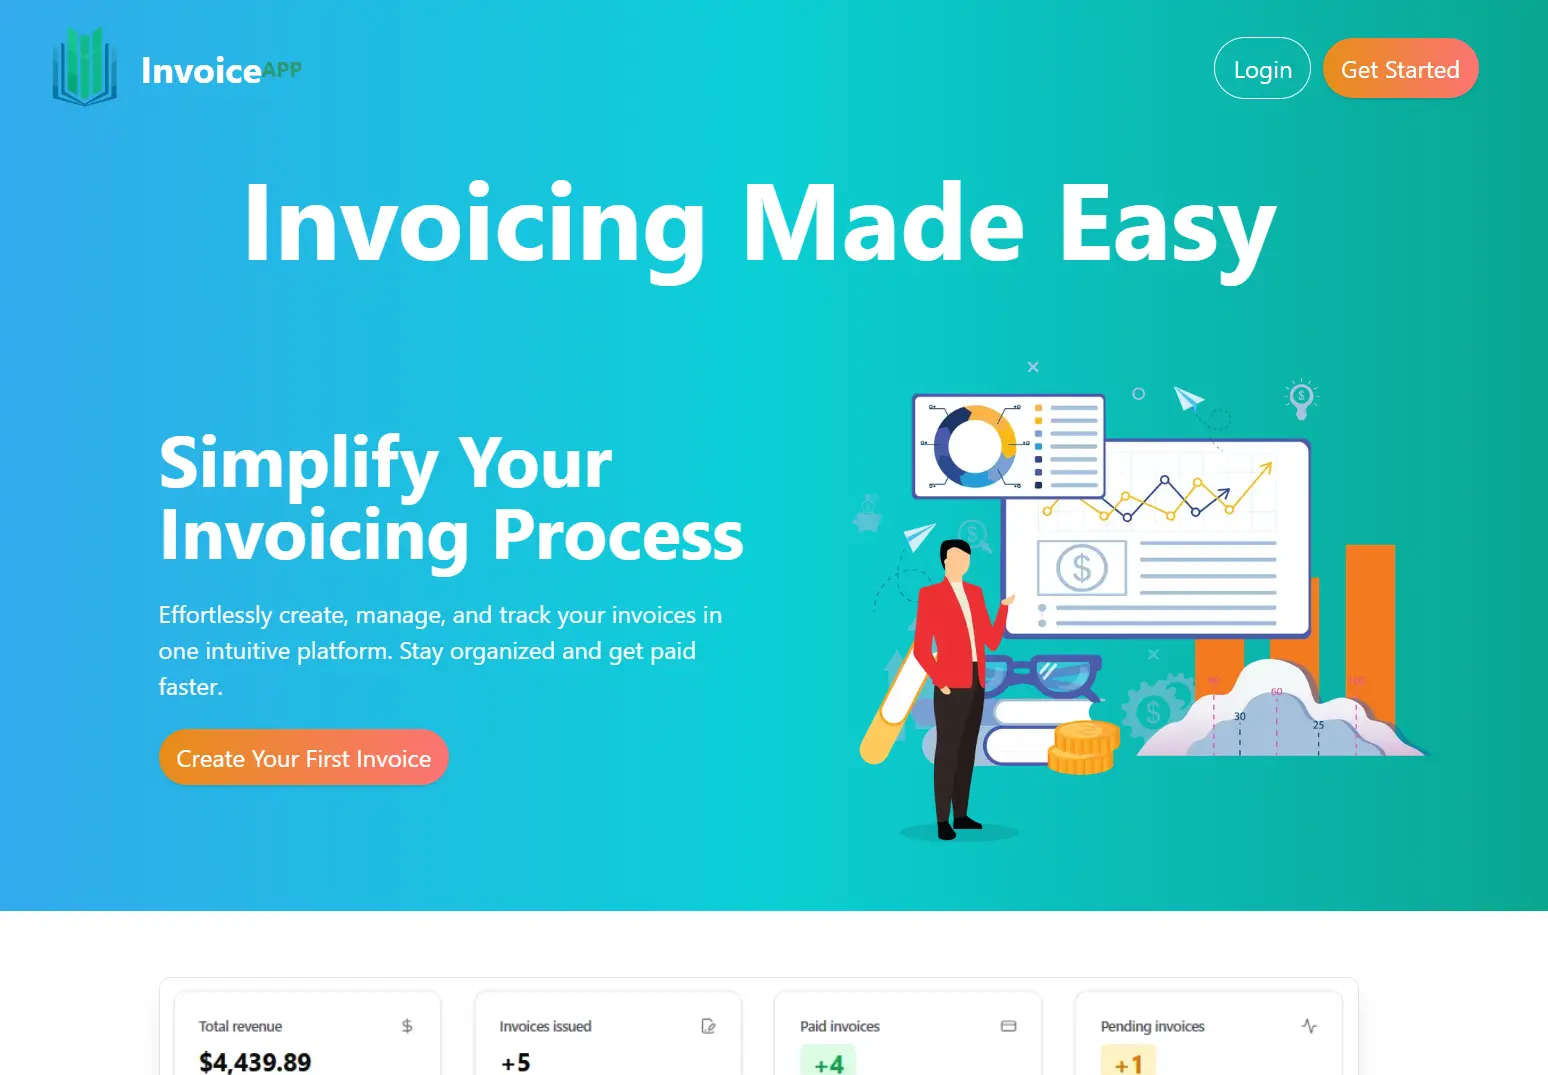 InvoiceAPP
Login
Get Started
Invoicing Made Easy
Simplify Your
Invoicing Process
Effortlessly create, manage, and track your invoices in
one intuitive platform. Stay organized and get paid
faster.
Create Your First Invoice
$
$
$
$
60
30
25
Total revenue
$
$4,439.89
Invoices issued
+5
Paid invoices
+4
Pending invoices
+1